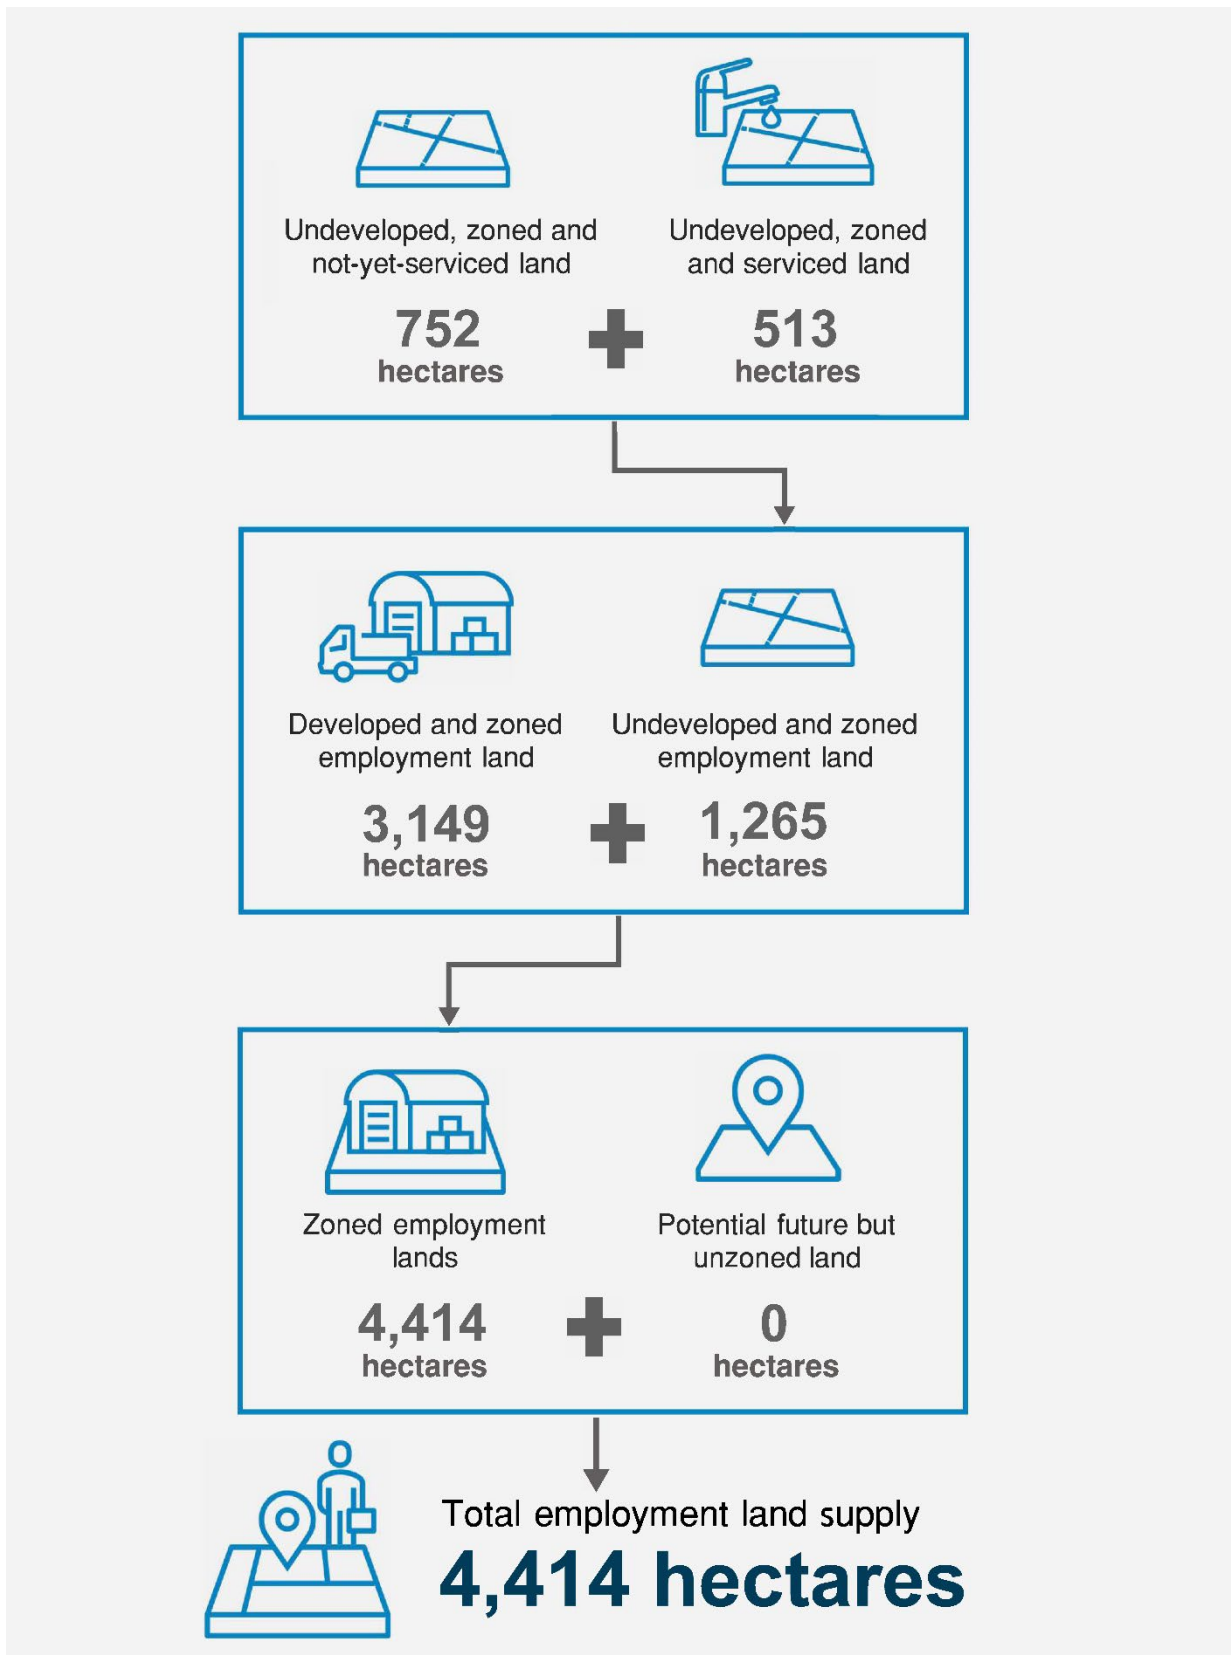 Undeveloped, zoned and
not-yet-serviced land
752
hectares
Undeveloped, zoned
and serviced land
513
hectares
Developed and zoned
employment land
3,149
hectares
Undeveloped and zoned
employment land
1,265
hectares
Zoned employment
lands
4,414
hectares
Potential future but
unzoned land
0
hectares
Total employment land supply
4,414 hectares